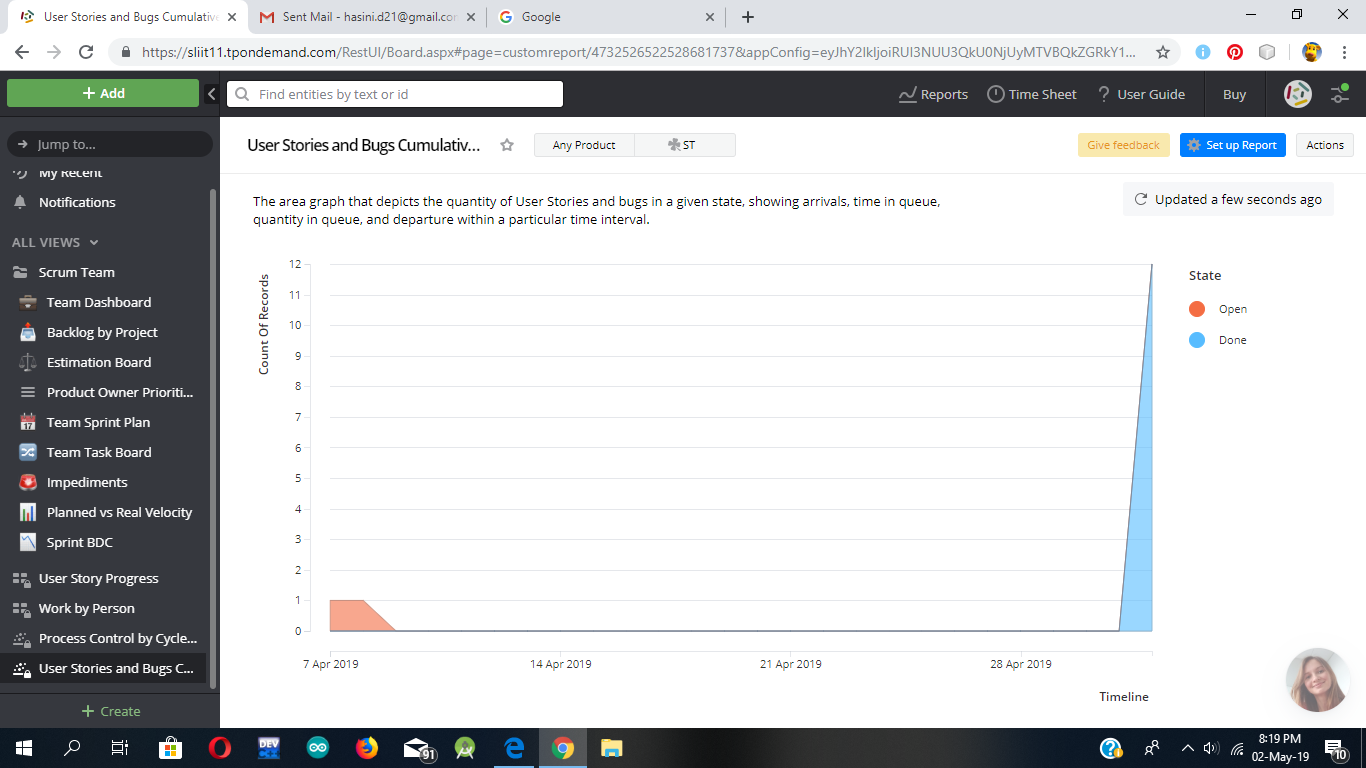 User Stories and Bugs Cumulative
Sent Mail - hasini.d21@gmail.com
Google
https://sliit11.tpondemand.com/RestUI/Board.aspx#page=customreport/4732526522528681737&appConfig=eyJhY2lkIjoiRUI3NUU3QkU0NjUyMTVBQkZGRkY1...
+ Add
Find entities by text or id
Reports
Time Sheet
User Guide
Buy
Jump to...
My Recent
Notifications
ALL VIEWS
Scrum Team
Team Dashboard
Backlog by Project
Estimation Board
Product Owner Prioriti...
Team Sprint Plan
Team Task Board
Impediments
Planned vs Real Velocity
Sprint BDC
User Story Progress
Work by Person
Process Control by Cycle...
User Stories and Bugs C...
+ Create
User Stories and Bugs Cumulativ...
Any Product
ST
Give feedback
Set up Report
Actions
The area graph that depicts the quantity of User Stories and bugs in a given state, showing arrivals, time in queue,
quantity in queue, and departure within a particular time interval.
Updated a few seconds ago
Count Of Records
12
11
10
9
8
7
6
5
4
3
2
1
0
7 Apr 2019
14 Apr 2019
21 Apr 2019
28 Apr 2019
Timeline
State
Open
Done
17
DEV
91
8:19 PM
02-May-19
10